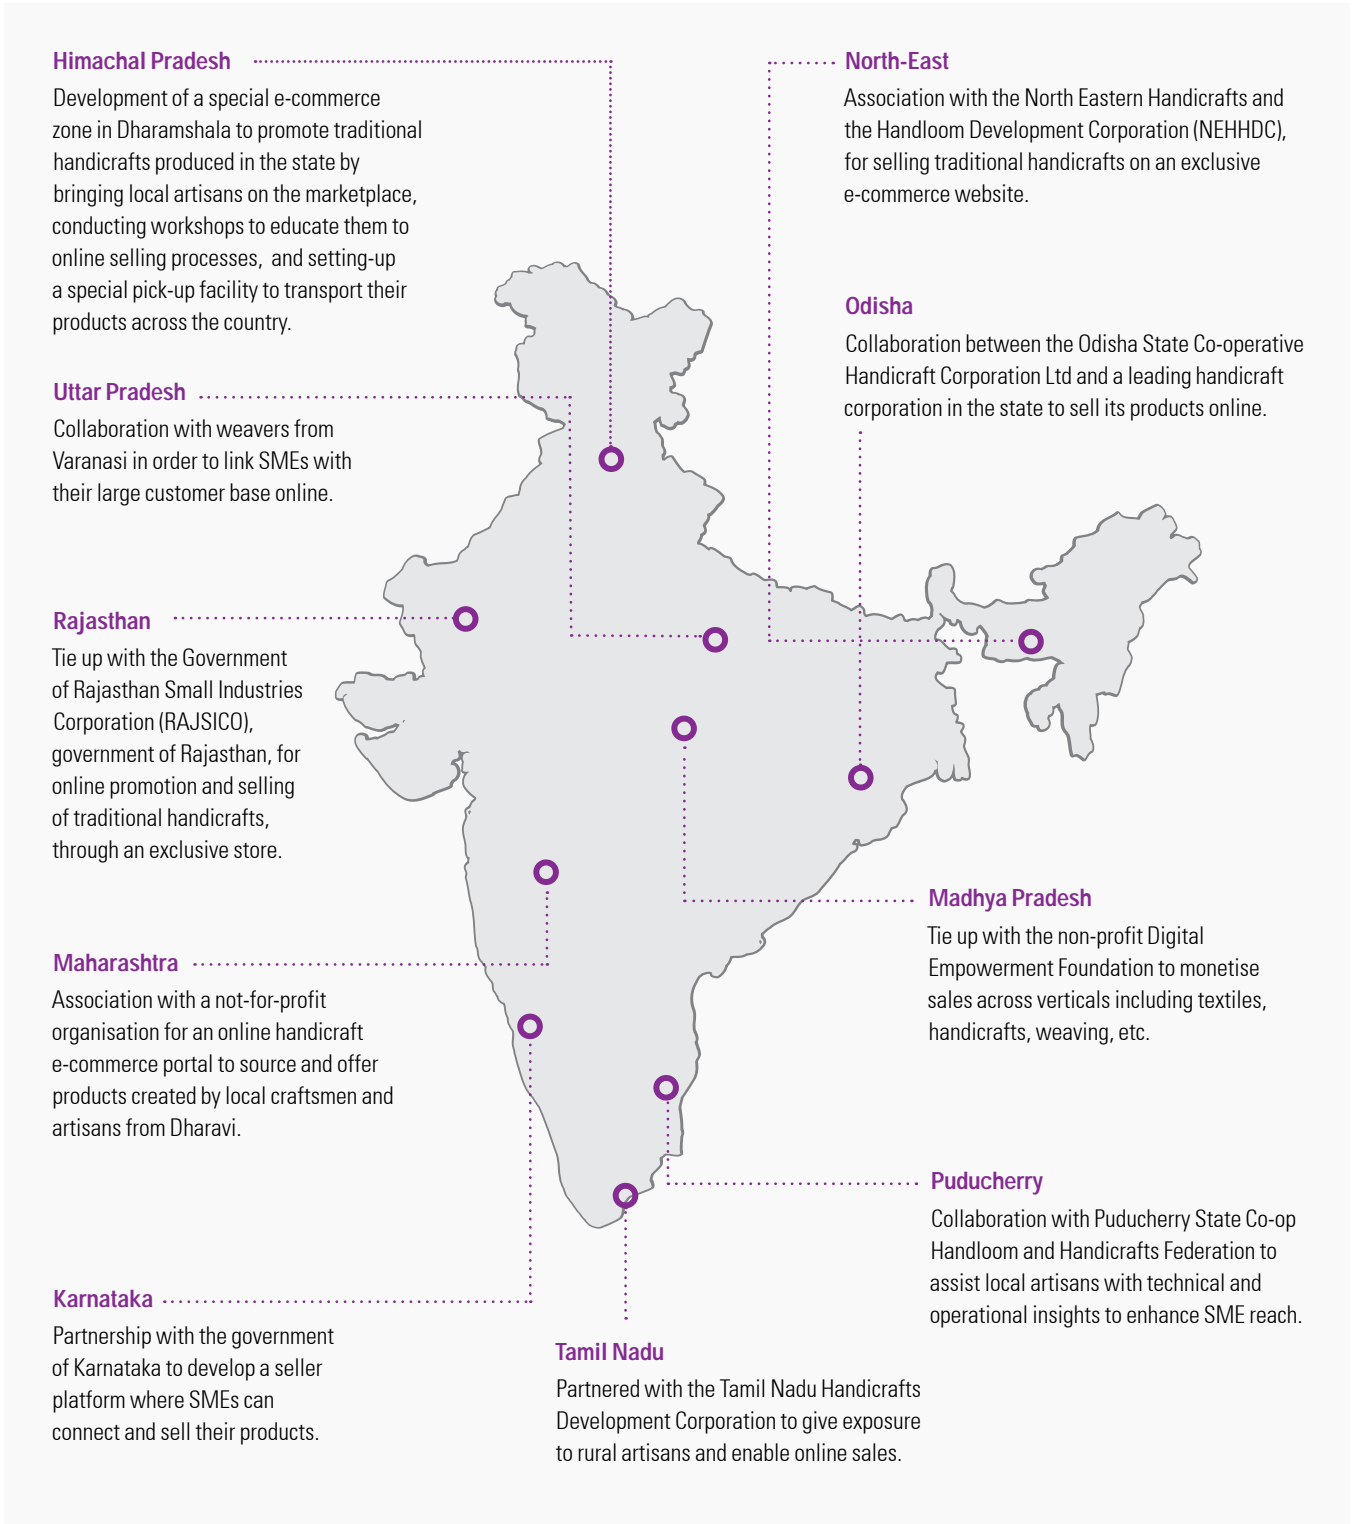 Himachal Pradesh
Development of a special e-commerce
zone in Dharamshala to promote traditional
handicrafts produced in the state by
bringing local artisans on the marketplace,
conducting workshops to educate them to
online selling processes, and setting-up
a special pick-up facility to transport their
products across the country.
Uttar Pradesh
Collaboration with weavers from
Varanasi in order to link SMEs with
their large customer base online.
Rajasthan
Tie up with the Government
of Rajasthan Small Industries
Corporation (RAJSICO),
government of Rajasthan, for
online promotion and selling
of traditional handicrafts,
through an exclusive store.
Maharashtra
Association with a not-for-profit
organisation for an online handicraft
e-commerce portal to source and offer
products created by local craftsmen and
artisans from Dharavi.
Karnataka
Partnership with the government
of Karnataka to develop a seller
platform where SMEs can
connect and sell their products.
North-East
Association with the North Eastern Handicrafts and
the Handloom Development Corporation (NEHHDC),
for selling traditional handicrafts on an exclusive
e-commerce website.
Odisha
Collaboration between the Odisha State Co-operative
Handicraft Corporation Ltd and a leading handicraft
corporation in the state to sell its products online.
Madhya Pradesh
Tie up with the non-profit Digital
Empowerment Foundation to monetise
sales across verticals including textiles,
handicrafts, weaving, etc.
Puducherry
Collaboration with Puducherry State Co-op
Handloom and Handicrafts Federation to
assist local artisans with technical and
operational insights to enhance SME reach.
Tamil Nadu
Partnered with the Tamil Nadu Handicrafts
Development Corporation to give exposure
to rural artisans and enable online sales.